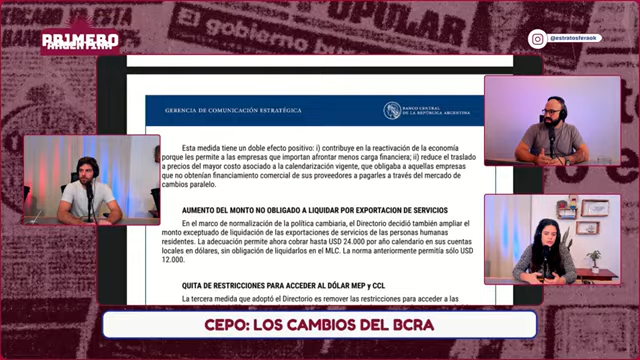 PR1MERO
ARGENTINA
El gobierno
POPULAR
@estratosferaok
GERENCIA DE COMUNICACIÓN ESTRATÉGICA
BANCO CENTRAL
DE LA REPÚBLICA ARGENTINA
Esta medida tiene un doble efecto positivo: i) contribuye en la reactivación de la economía
porque les permite a las empresas que importan afrontar menos carga financiera; ii) reduce el traslado
a precios del mayor costo asociado a la calendarización vigente, que obligaba a aquellas empresas
que no obtenían financiamiento comercial de sus proveedores a pagarles a través del mercado de
cambios paralelo.
AUMENTO DEL MONTO NO OBLIGADO A LIQUIDAR POR EXPORTACION DE SERVICIOS
En el marco de normalización de la política cambiaria, el Directorio decidió también ampliar el
monto exceptuado de liquidación de las exportaciones de servicios de las personas humanas
residentes. La adecuación permite ahora cobrar hasta USD 24.000 por año calendario en sus cuentas
locales en dólares, sin obligación de liquidarlos en el MLC. La norma anteriormente permitía sólo USD
12.000.
QUITA DE RESTRICCIONES PARA ACCEDER AL DÓLAR MEP y CCL
La tercera medida que adoptó el Directorio es remover las restricciones para acceder a las
CEPO: LOS CAMBIOS DEL BCRA